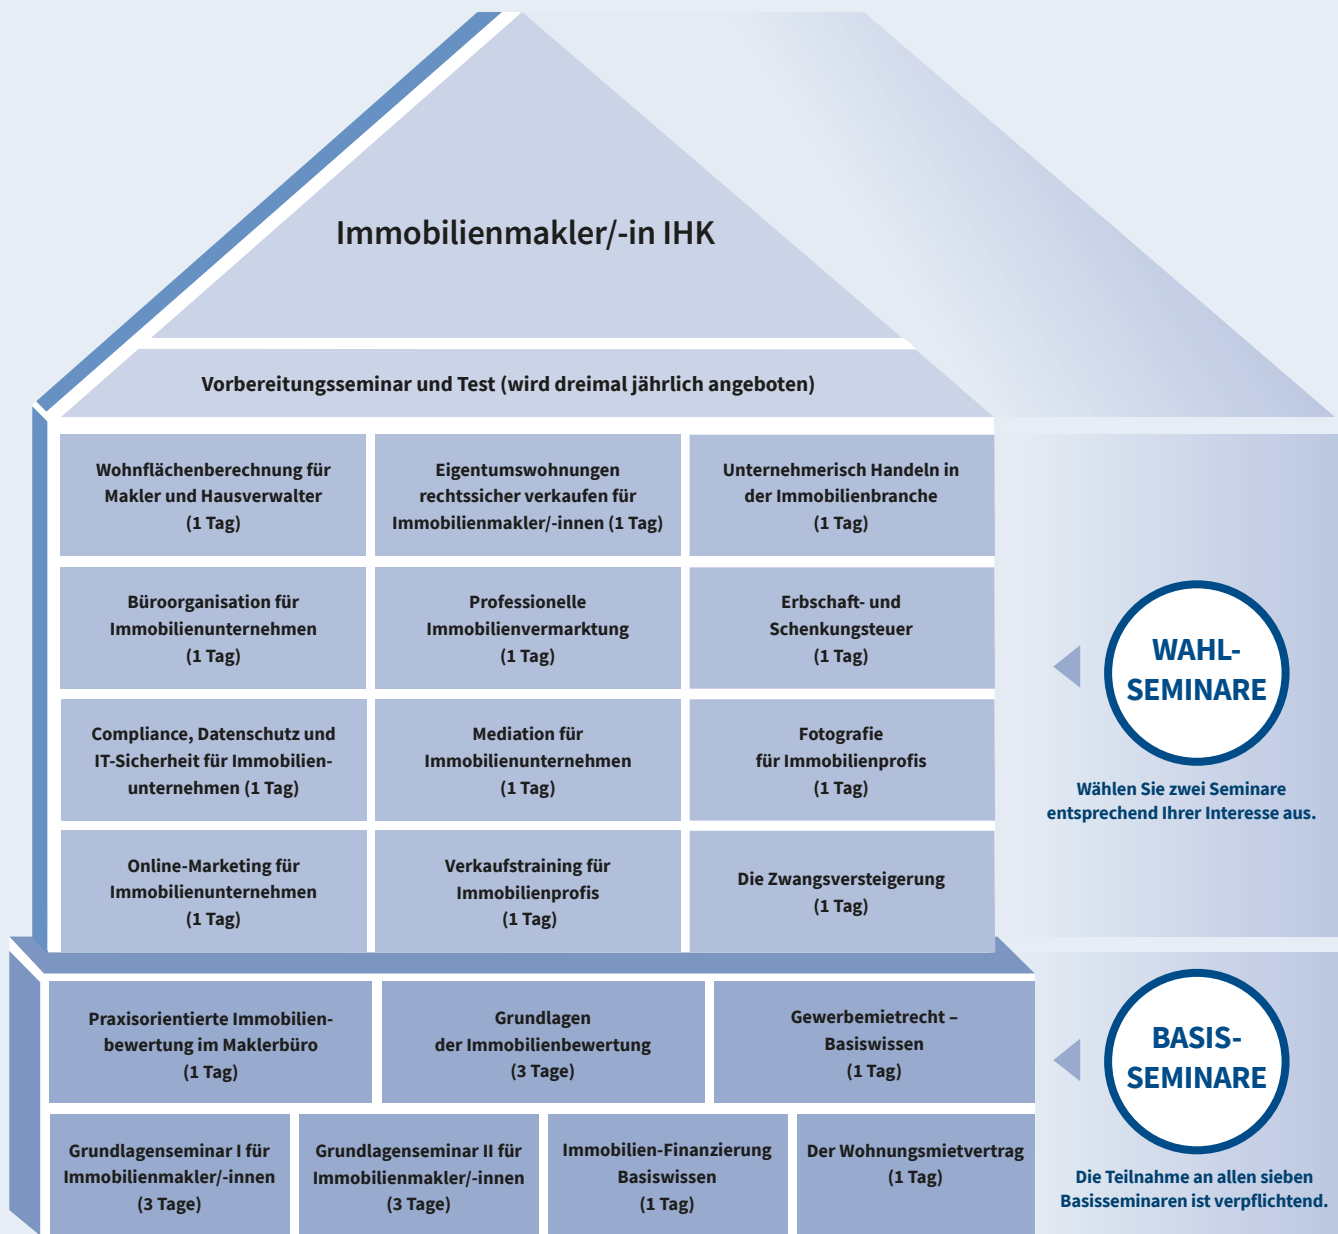 Immobilienmakler/-in IHK
Vorbereitungsseminar und Test (wird dreimal jährlich angeboten)
Wohnflächenberechnung für
Makler und Hausverwalter
(1 Tag)
Eigentumswohnungen
rechtssicher verkaufen für
Immobilienmakler/-innen (1 Tag)
Unternehmerisch Handeln in
der Immobilienbranche
(1 Tag)
Büroorganisation für
Immobilienunternehmen
(1 Tag)
Professionelle
Immobilienvermarktung
(1 Tag)
Erbschaft- und
Schenkungsteuer
(1 Tag)
Compliance, Datenschutz und
IT-Sicherheit für Immobilien-
unternehmen (1 Tag)
Mediation für
Immobilienunternehmen
(1 Tag)
Fotografie
für Immobilienprofis
(1 Tag)
Online-Marketing für
Immobilienunternehmen
(1 Tag)
Verkaufstraining für
Immobilienprofis
(1 Tag)
Die Zwangsversteigerung
(1 Tag)
WAHL-
SEMINARE
Wählen Sie zwei Seminare
entsprechend Ihrer Interesse aus.
Praxisorientierte Immobilien-
bewertung im Maklerbüro
(1 Tag)
Grundlagen
der Immobilienbewertung
(3 Tage)
Gewerbemietrecht –
Basiswissen
(1 Tag)
Grundlagenseminar I für
Immobilienmakler/-innen
(3 Tage)
Grundlagenseminar II für
Immobilienmakler/-innen
(3 Tage)
Immobilien-Finanzierung
Basiswissen
(1 Tag)
Der Wohnungsmietvertrag
(1 Tag)
BASIS-
SEMINARE
Die Teilnahme an allen sieben
Basisseminaren ist verpflichtend.